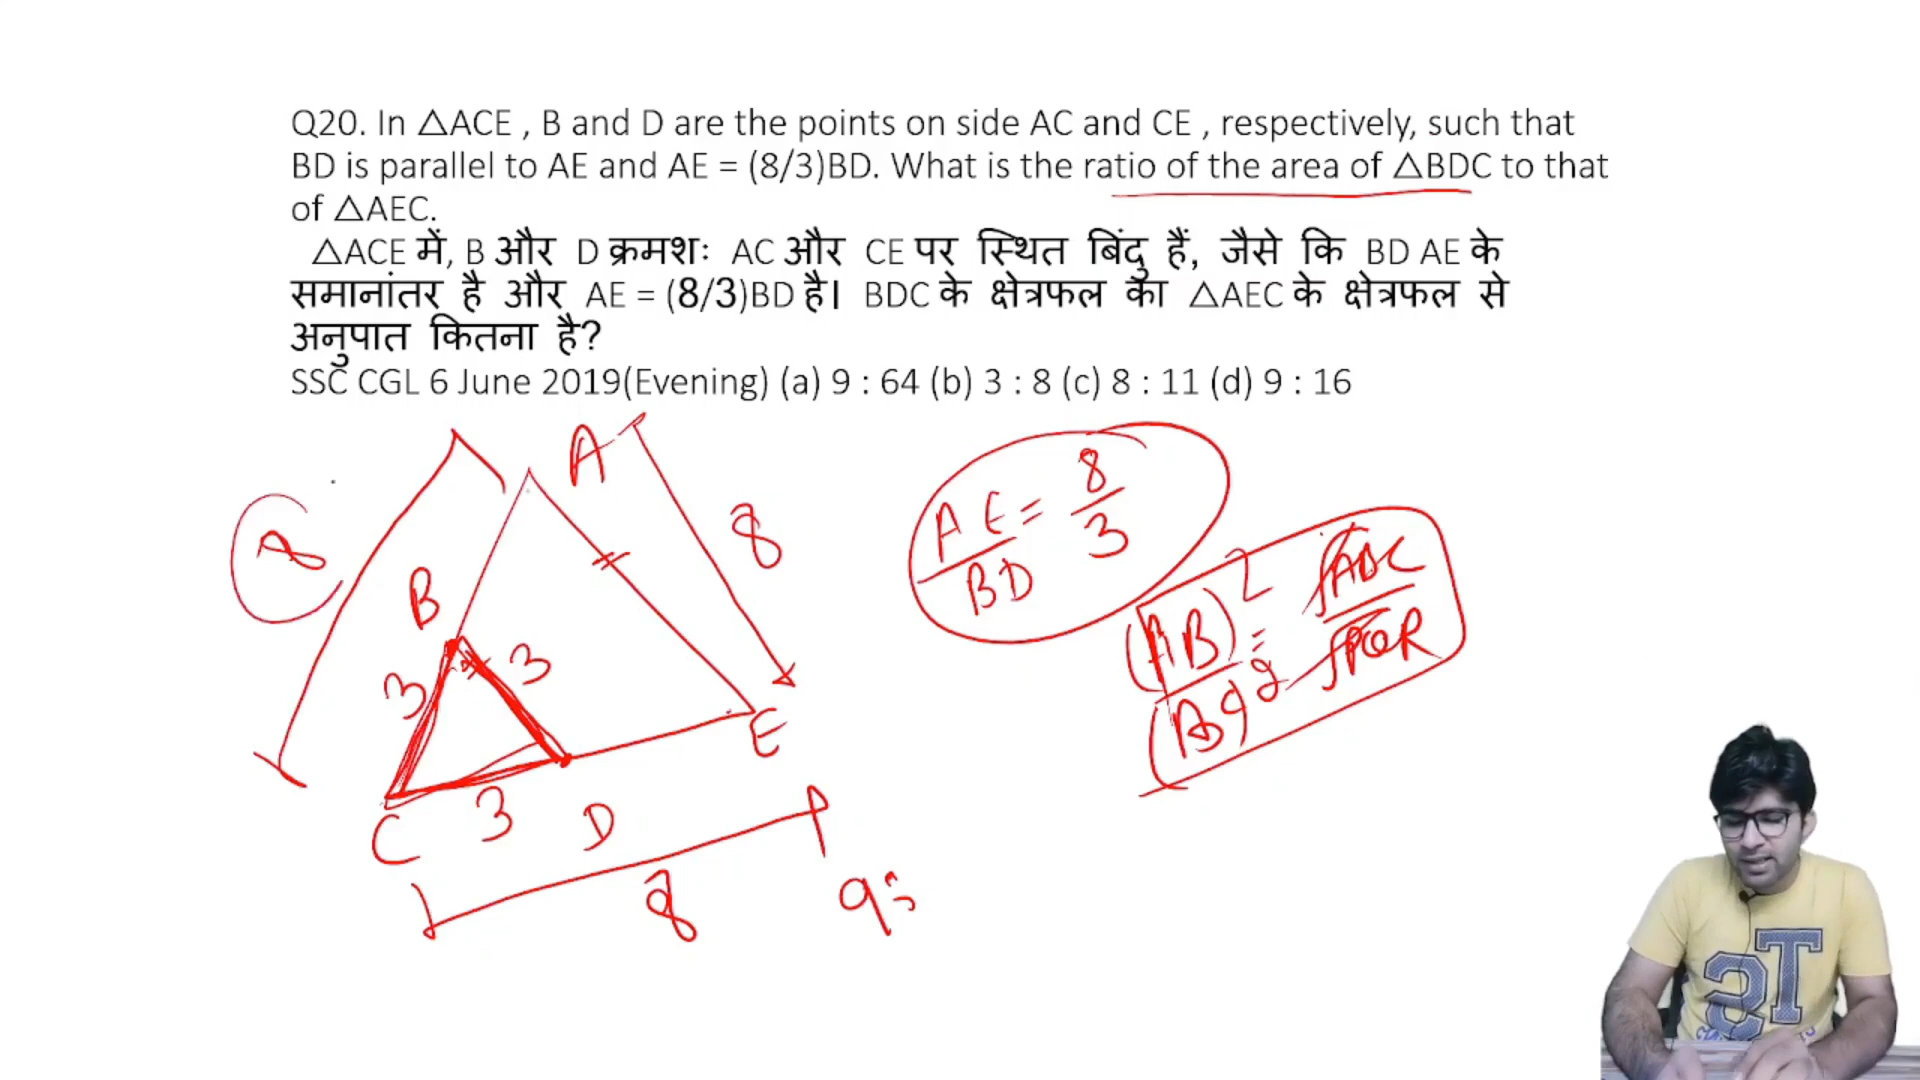 Q20. In △ACE , B and D are the points on side AC and CE , respectively, such that
BD is parallel to AE and AE = (8/3)BD. What is the ratio of the area of △BDC to that
of △AEC.
△ACE में, B और D क्रमशः AC और CE पर स्थित बिंदु हैं, जैसे कि BD AE के
समानांतर है और AE = (8/3)BD है। BDC के क्षेत्रफल का △AEC के क्षेत्रफल से
अनुपात कितना है?
SSC CGL 6 June 2019(Evening) (a) 9 : 64 (b) 3 : 8 (c) 8 : 11 (d) 9 : 16
A
8
8
B
3
3
E
C
3
D
8
9:
AE = 8
BD 3